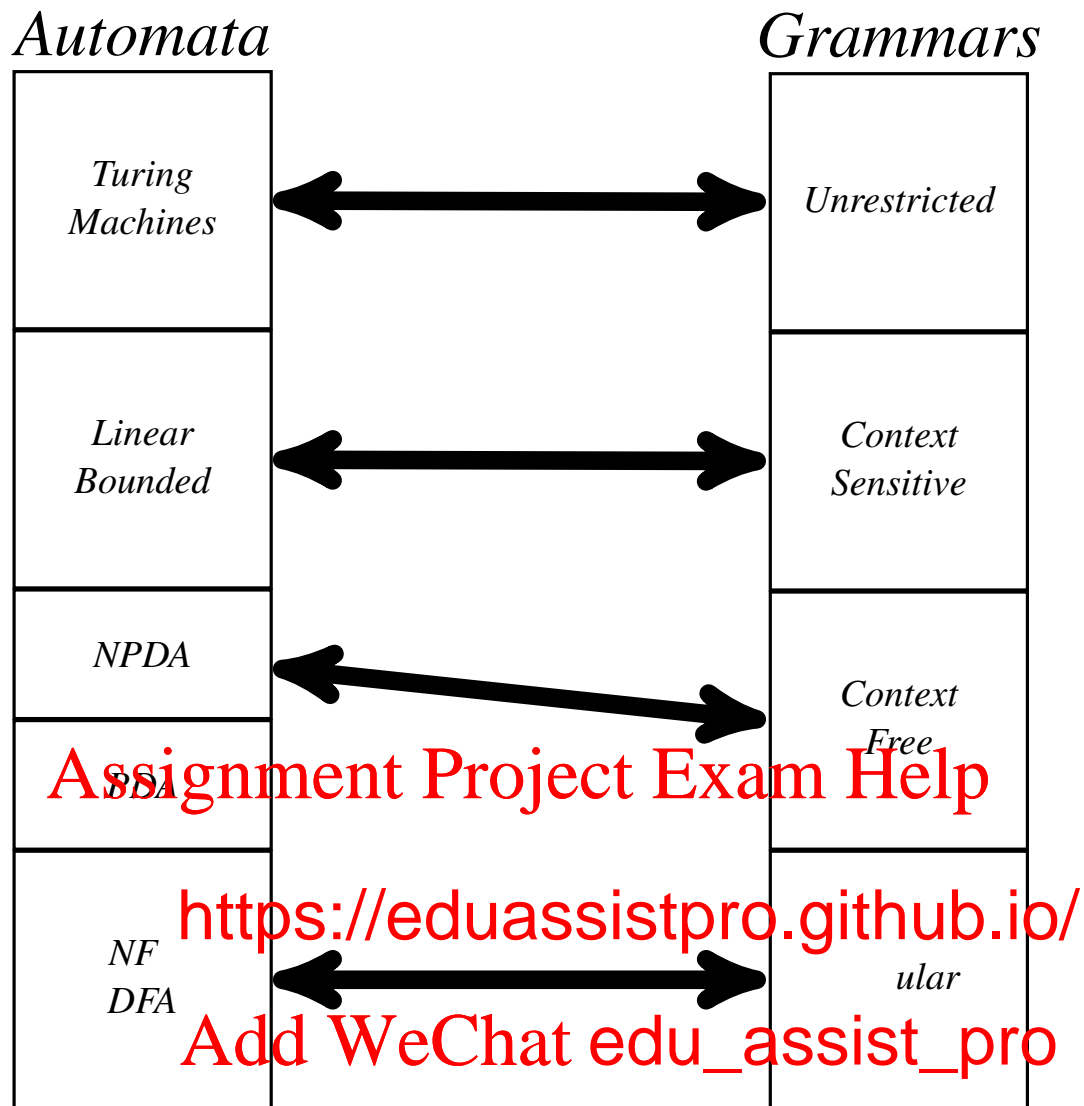 Automata
Grammars
Turing
Machines
Unrestricted
Linear
Bounded
Context
Sensitive
NPDA
Context
Free
Assignment Project Exam Help
https://eduassistpro.github.io/
NF
DFA
ular
Add WeChat edu_assist_pro